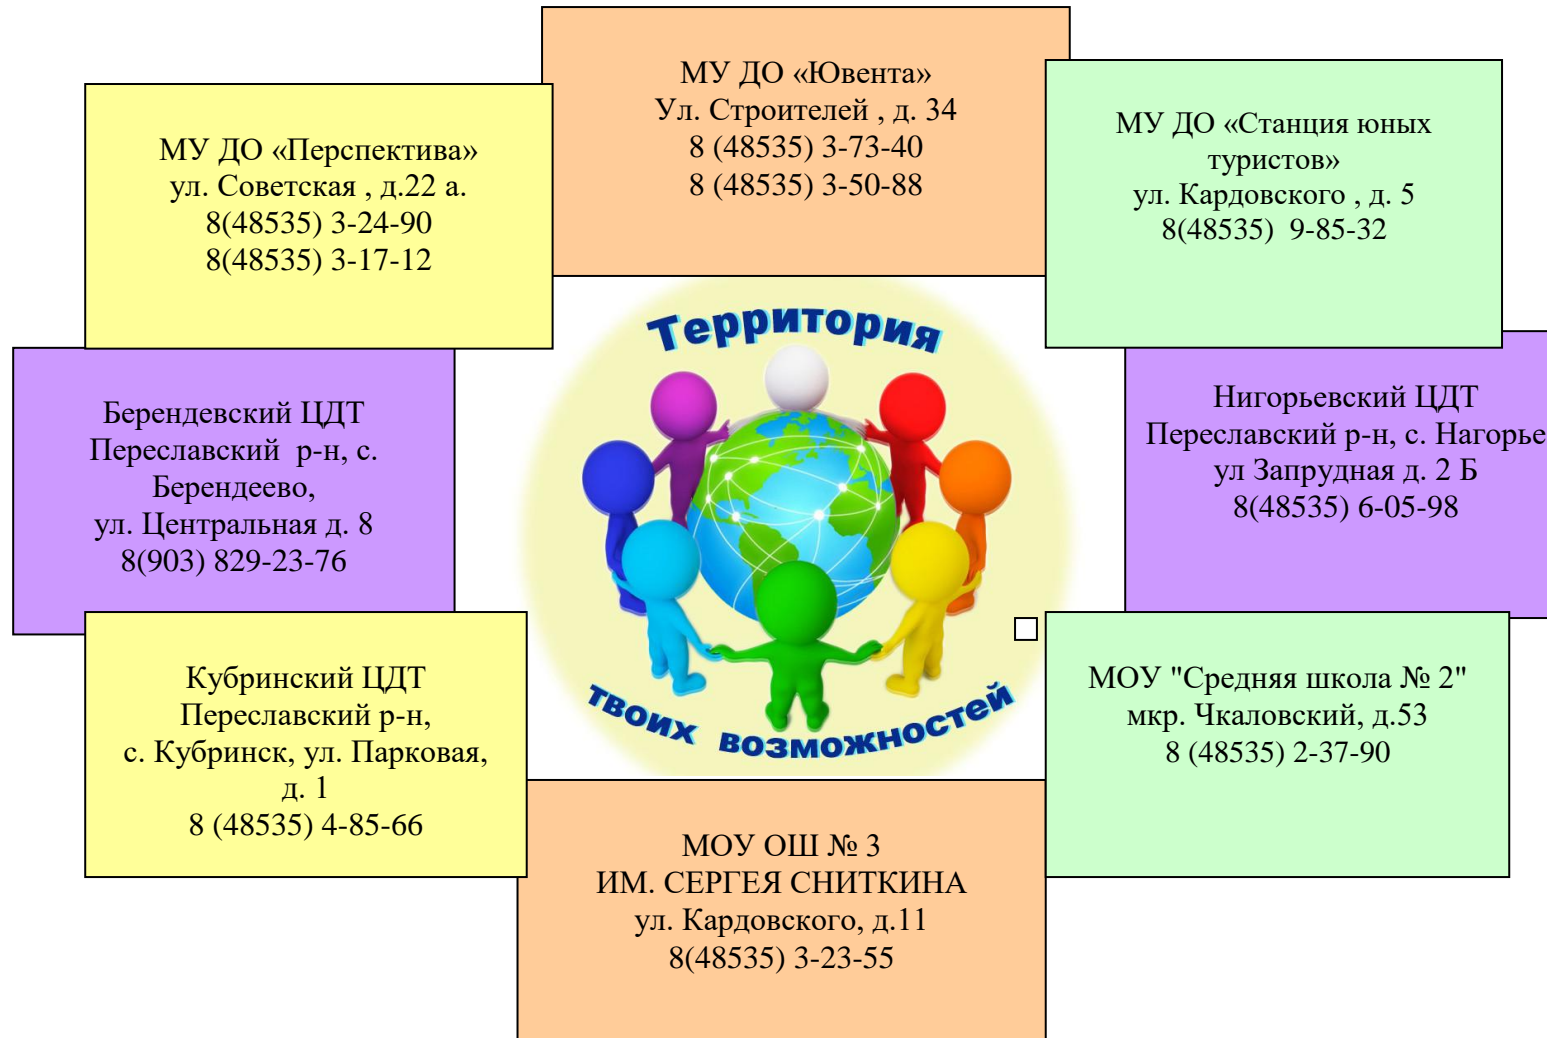 МУ ДО «Ювента»
Ул. Строителей , д. 34
8 (48535) 3-73-40
8 (48535) 3-50-88
МУ ДО «Перспектива»
ул. Советская , д.22 а.
8(48535) 3-24-90
8(48535) 3-17-12
МУ ДО «Станция юных
туристов»
ул. Кардовского , д. 5
8(48535)  9-85-32
Территория
твоих возможностей
Берендевский ЦДТ
Переславский  р-н, с.
Берендеево,
ул. Центральная д. 8
8(903) 829-23-76
Нигорьевский ЦДТ
Переславский р-н, с. Нагорье
ул Запрудная д. 2 Б
8(48535) 6-05-98
Кубринский ЦДТ
Переславский р-н,
с. Кубринск, ул. Парковая,
д. 1
8 (48535) 4-85-66
МОУ "Средняя школа № 2"
мкр. Чкаловский, д.53
8 (48535) 2-37-90
МОУ ОШ № 3
ИМ. СЕРГЕЯ СНИТКИНА
ул. Кардовского, д.11
8(48535) 3-23-55